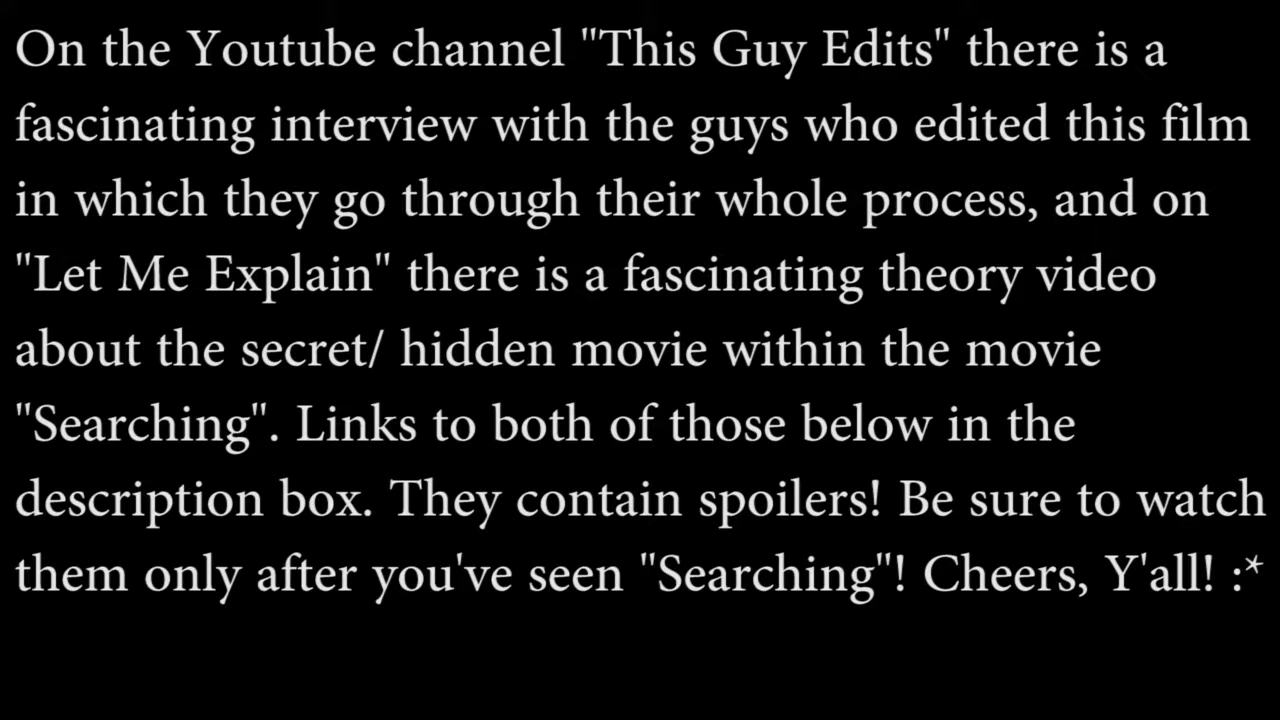 On the Youtube channel "This Guy Edits" there is a
fascinating interview with the guys who edited this film
in which they go through their whole process, and on
"Let Me Explain" there is a fascinating theory video
about the secret/ hidden movie within the movie
"Searching". Links to both of those below in the
description box. They contain spoilers! Be sure to watch
them only after you've seen "Searching"! Cheers, Y'all! :*